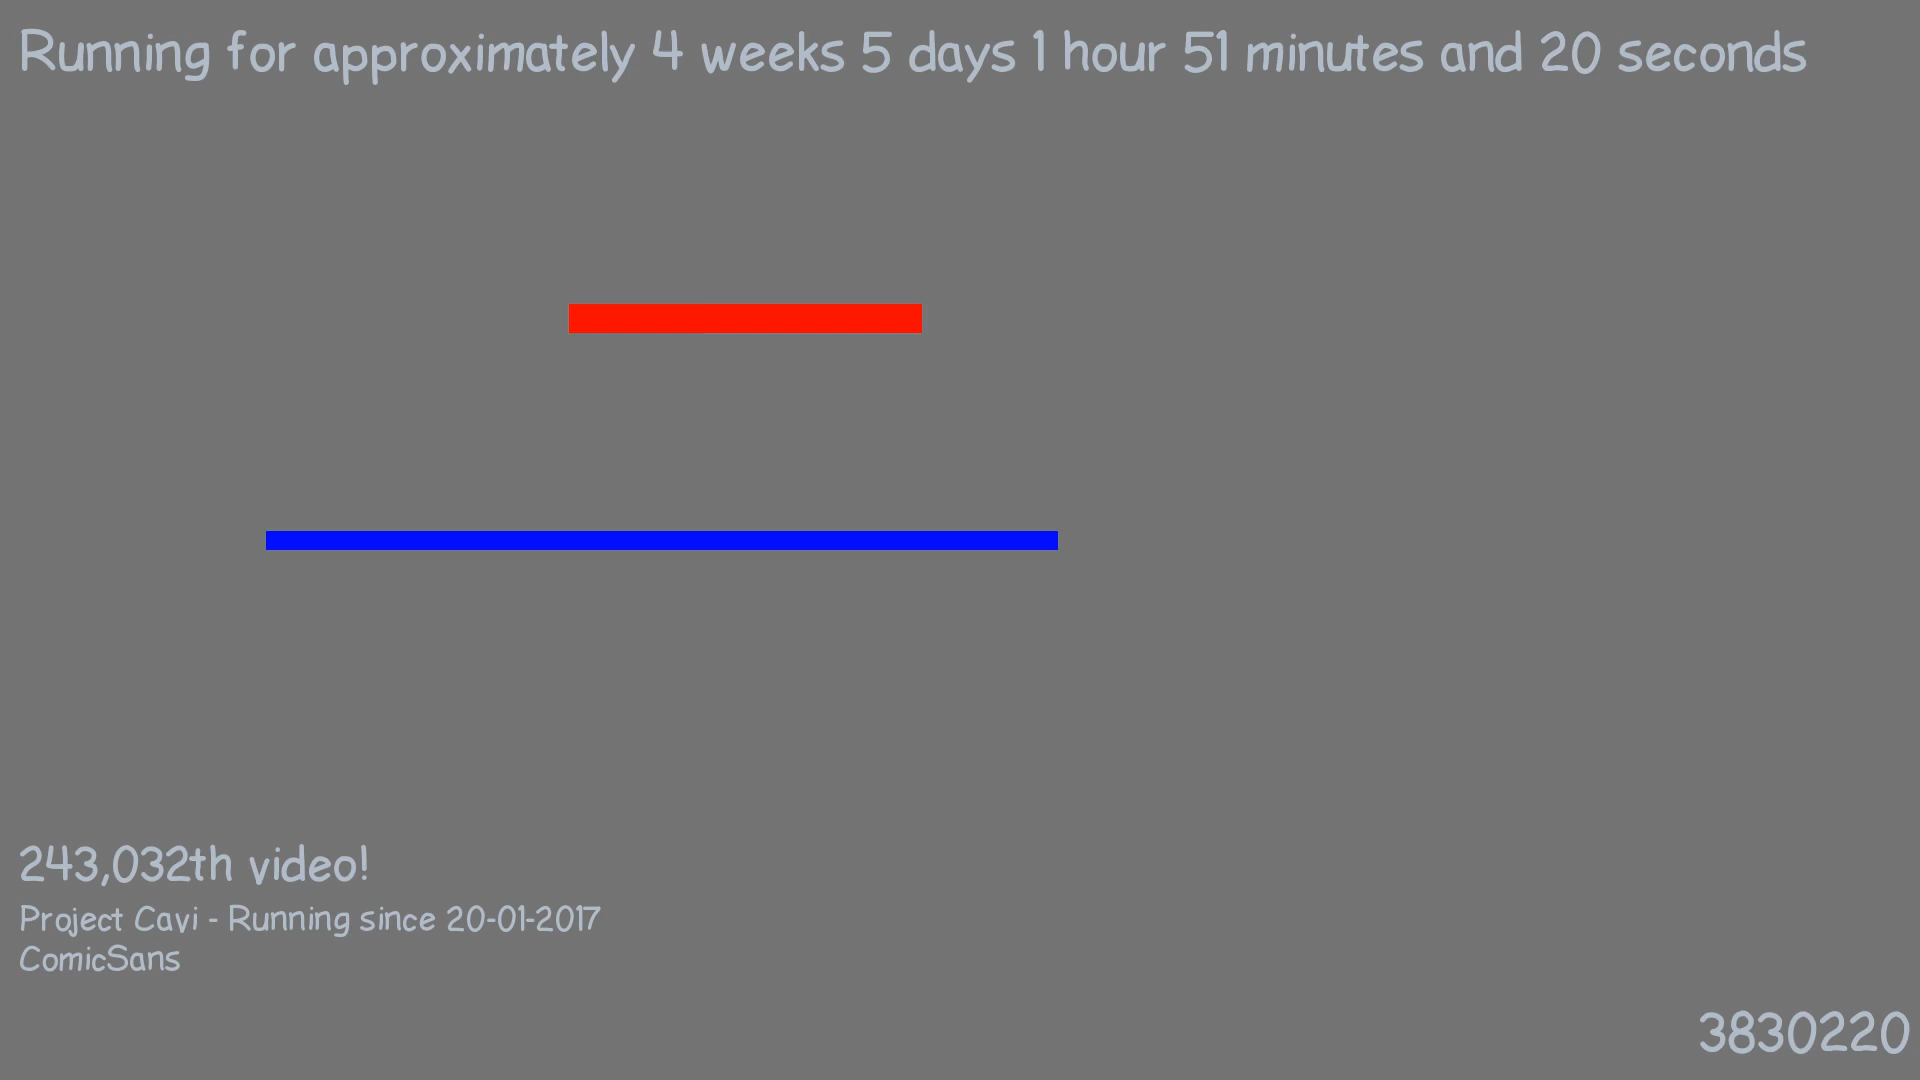 Running for approximately 4 weeks 5 days 1 hour 51 minutes and 20 seconds
243,032th video!
Project Cavi - Running since 20-01-2017
ComicSans
3830220